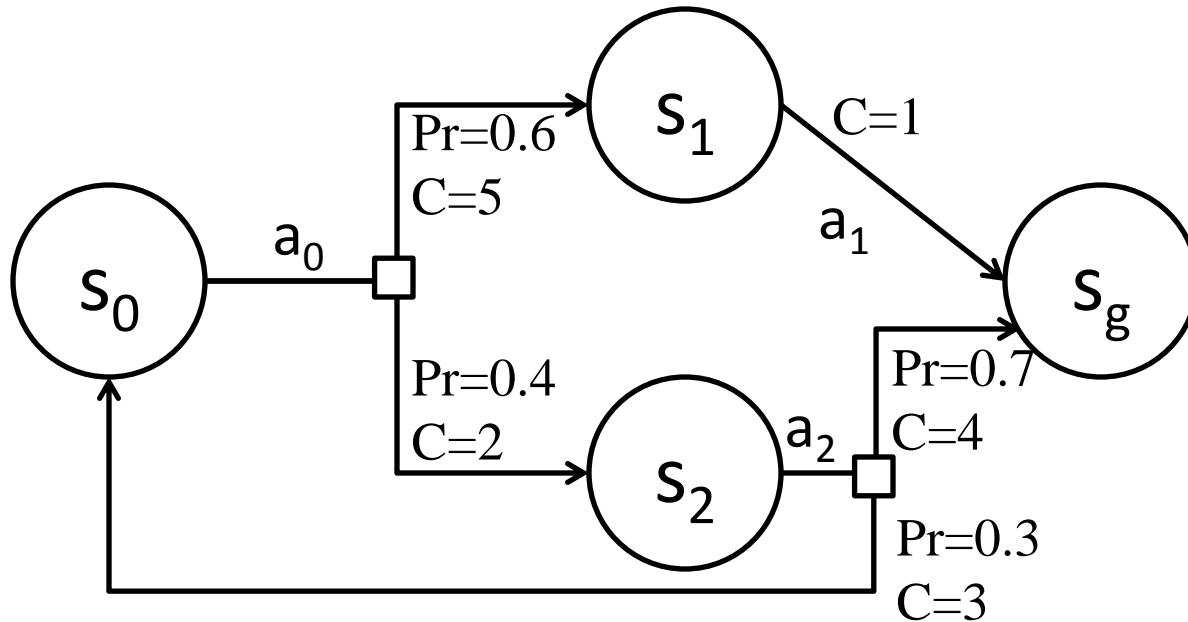 s₁
C=1
Pr=0.6
C=5
a₀
a₁
s₀
s_g
Pr=0.4
C=2
Pr=0.7
C=4
a₂
s₂
Pr=0.3
C=3